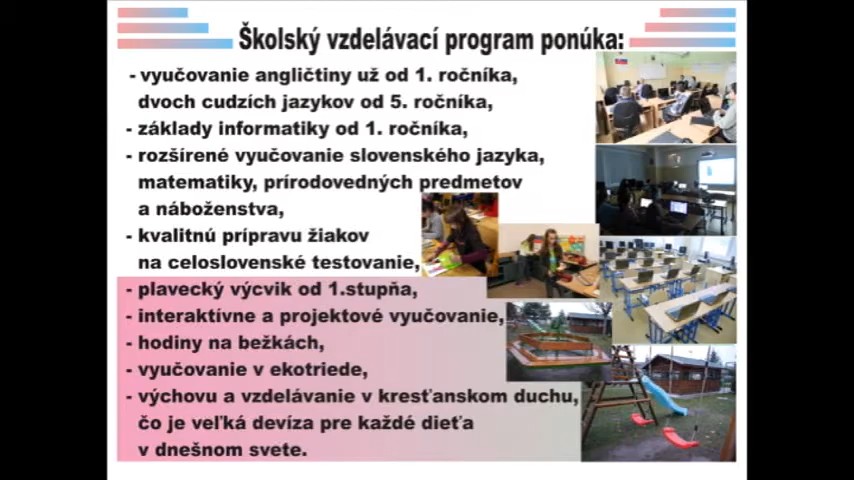 Školský vzdelávací program ponúka:
- vyučovanie angličtiny už od 1. ročníka,
dvoch cudzích jazykov od 5. ročníka,
- základy informatiky od 1. ročníka,
- rozšírené vyučovanie slovenského jazyka,
matematiky, prírodovedných predmetov
a náboženstva,
- kvalitnú prípravu žiakov
na celoslovenské testovanie,
- plavecký výcvik od 1.stupňa,
- interaktívne a projektové vyučovanie,
- hodiny na bežkách,
- vyučovanie v ekotriede,
- výchovu a vzdelávanie v kresťanskom duchu,
čo je veľká devíza pre každé dieťa
v dnešnom svete.